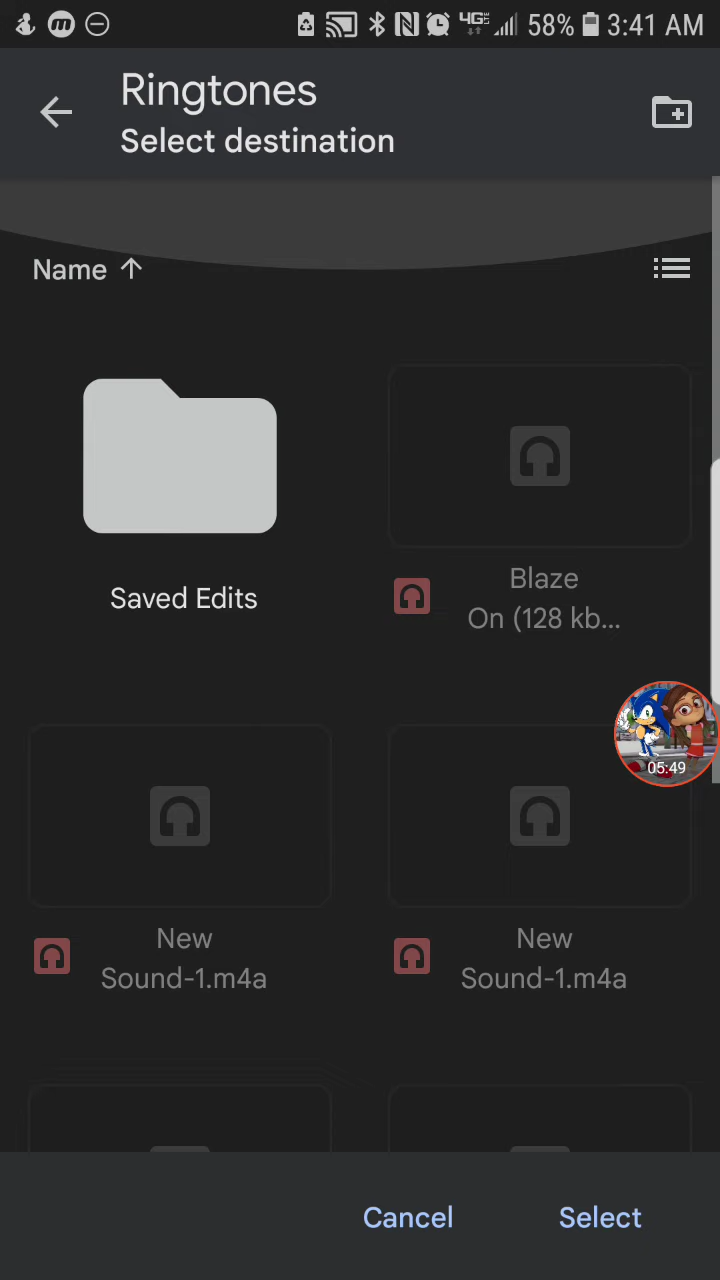 58% 3:41 AM
Ringtones
Select destination
Name
Saved Edits
Blaze
On (128 kb...
05:49
New
Sound-1.m4a
New
Sound-1.m4a
Cancel
Select